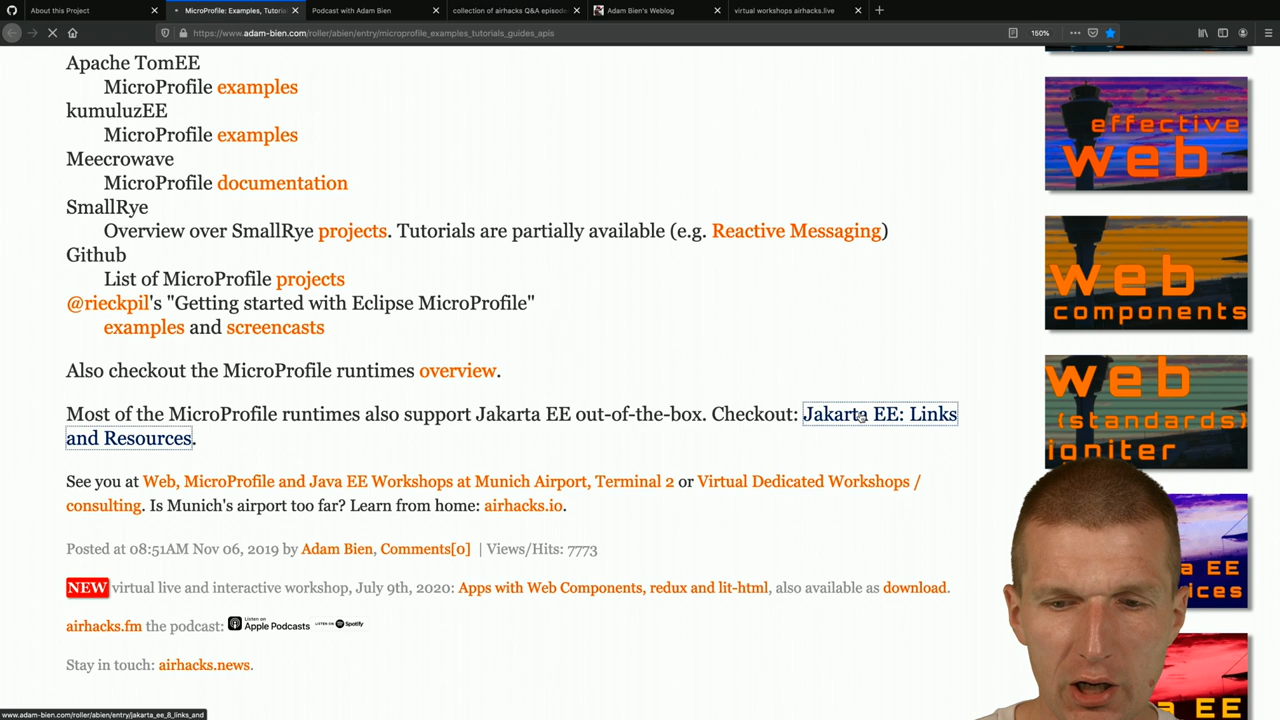 About this Project
MicroProfile: Examples, Tutorial
Podcast with Adam Bien
collection of airhacks Q&A episode
Adam Bien's Weblog
virtual workshops airhacks.live
https://www.adam-bien.com/roller/abien/entry/microprofile_examples_tutorials_guides_apis
150%
Apache TomEE
MicroProfile examples
kumuluzEE
MicroProfile examples
Meecrowave
MicroProfile documentation
SmallRye
Overview over SmallRye projects. Tutorials are partially available (e.g. Reactive Messaging)
Github
List of MicroProfile projects
@rieckpil's "Getting started with Eclipse MicroProfile"
examples and screencasts
Also checkout the MicroProfile runtimes overview.
Most of the MicroProfile runtimes also support Jakarta EE out-of-the-box. Checkout: Jakarta EE: Links
and Resources.
See you at Web, MicroProfile and Java EE Workshops at Munich Airport, Terminal 2 or Virtual Dedicated Workshops /
consulting. Is Munich's airport too far? Learn from home: airhacks.io.
Posted at 08:51AM Nov 06, 2019 by Adam Bien, Comments[0] | Views/Hits: 7773
NEW virtual live and interactive workshop, July 9th, 2020: Apps with Web Components, redux and lit-html, also available as download.
airhacks.fm the podcast: Listen on Apple Podcasts LISTEN ON Spotify
Stay in touch: airhacks.news.
effective
web
web
components
web
(standards)
igniter
a EE
ices
a EE
www.adam-bien.com/roller/abien/entry/jakarta_ee_8_links_and